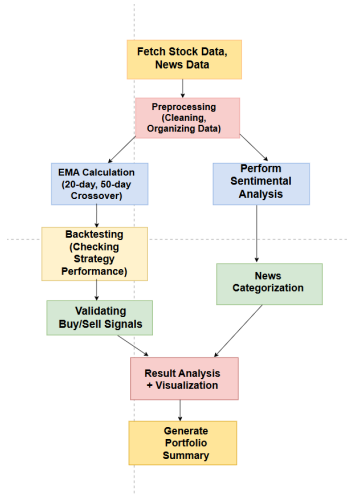 Fetch Stock Data,
News Data
Preprocessing
(Cleaning,
Organizing Data)
EMA Calculation
(20-day, 50-day
Crossover)
Perform
Sentimental
Analysis
Backtesting
(Checking
Strategy
Performance)
News
Categorization
Validating
Buy/Sell Signals
Result Analysis
+ Visualization
Generate
Portfolio
Summary